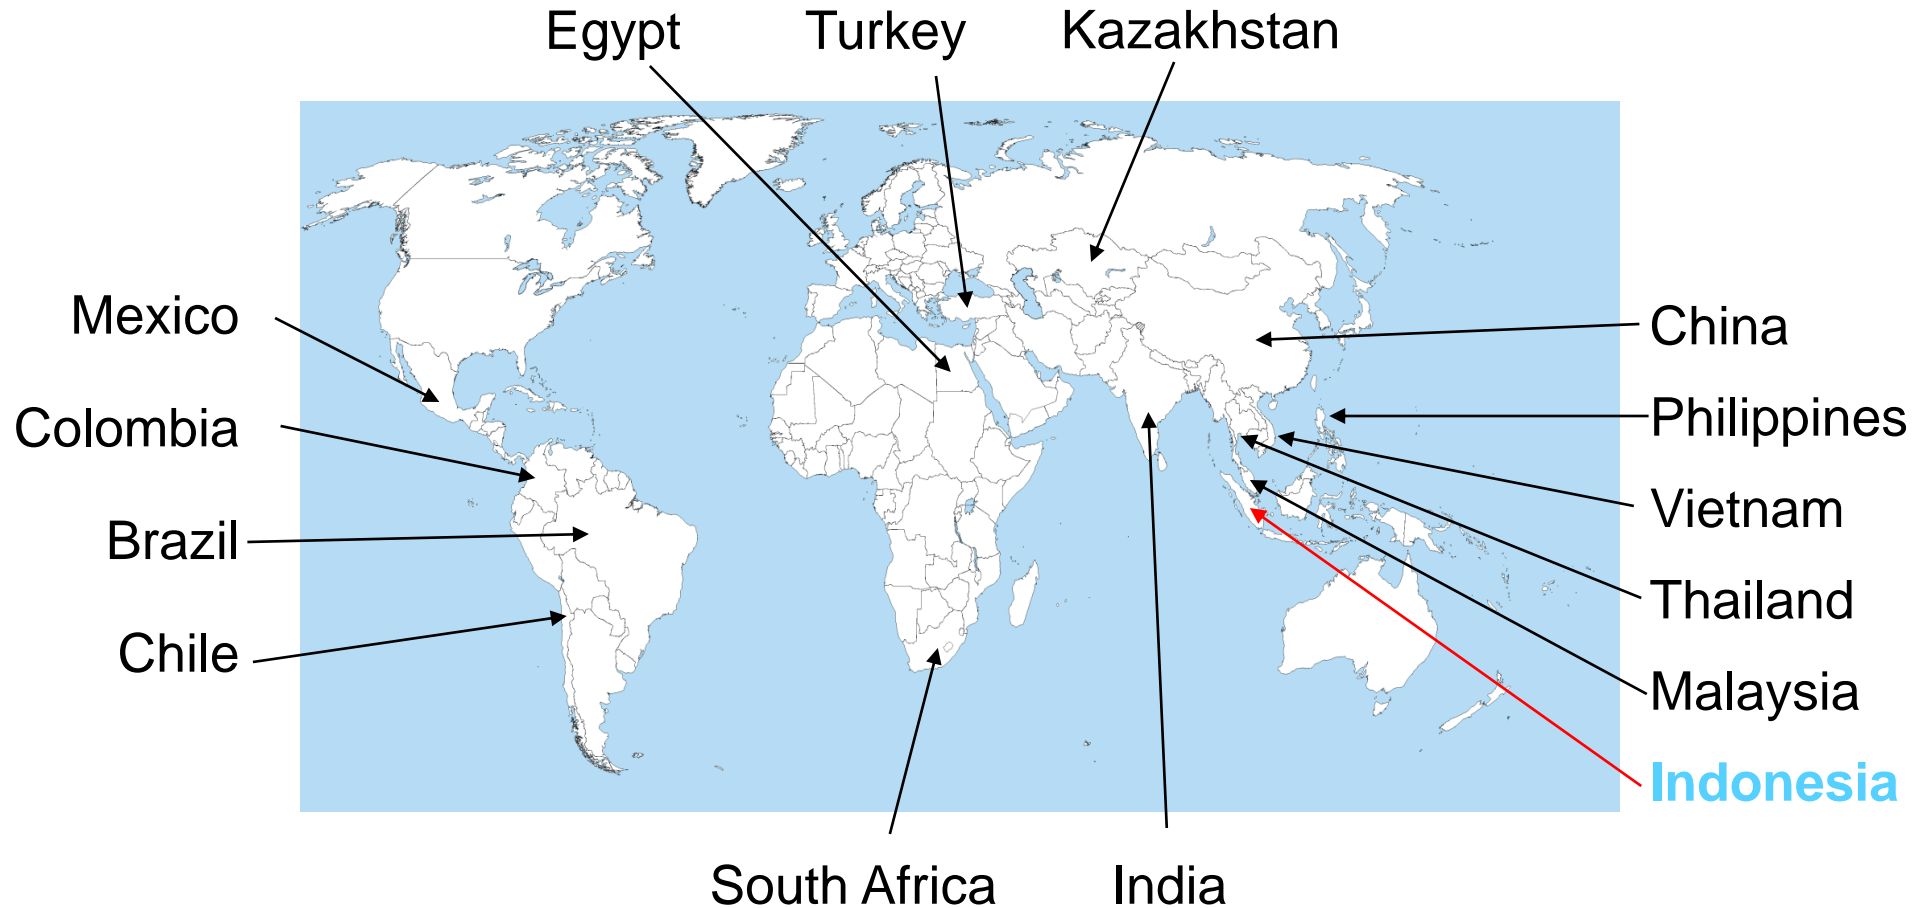 Egypt
Turkey
Kazakhstan
Mexico
Colombia
Brazil
Chile
China
Philippines
Vietnam
Thailand
Malaysia
Indonesia
South Africa
India